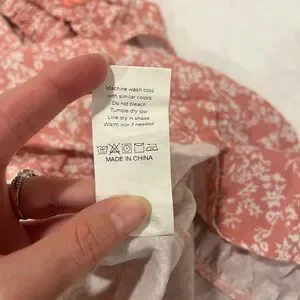 Machine wash cold
with similar colors
Do not bleach
Tumble dry low
Line dry in shade
Warm iron if needed
MADE IN CHINA